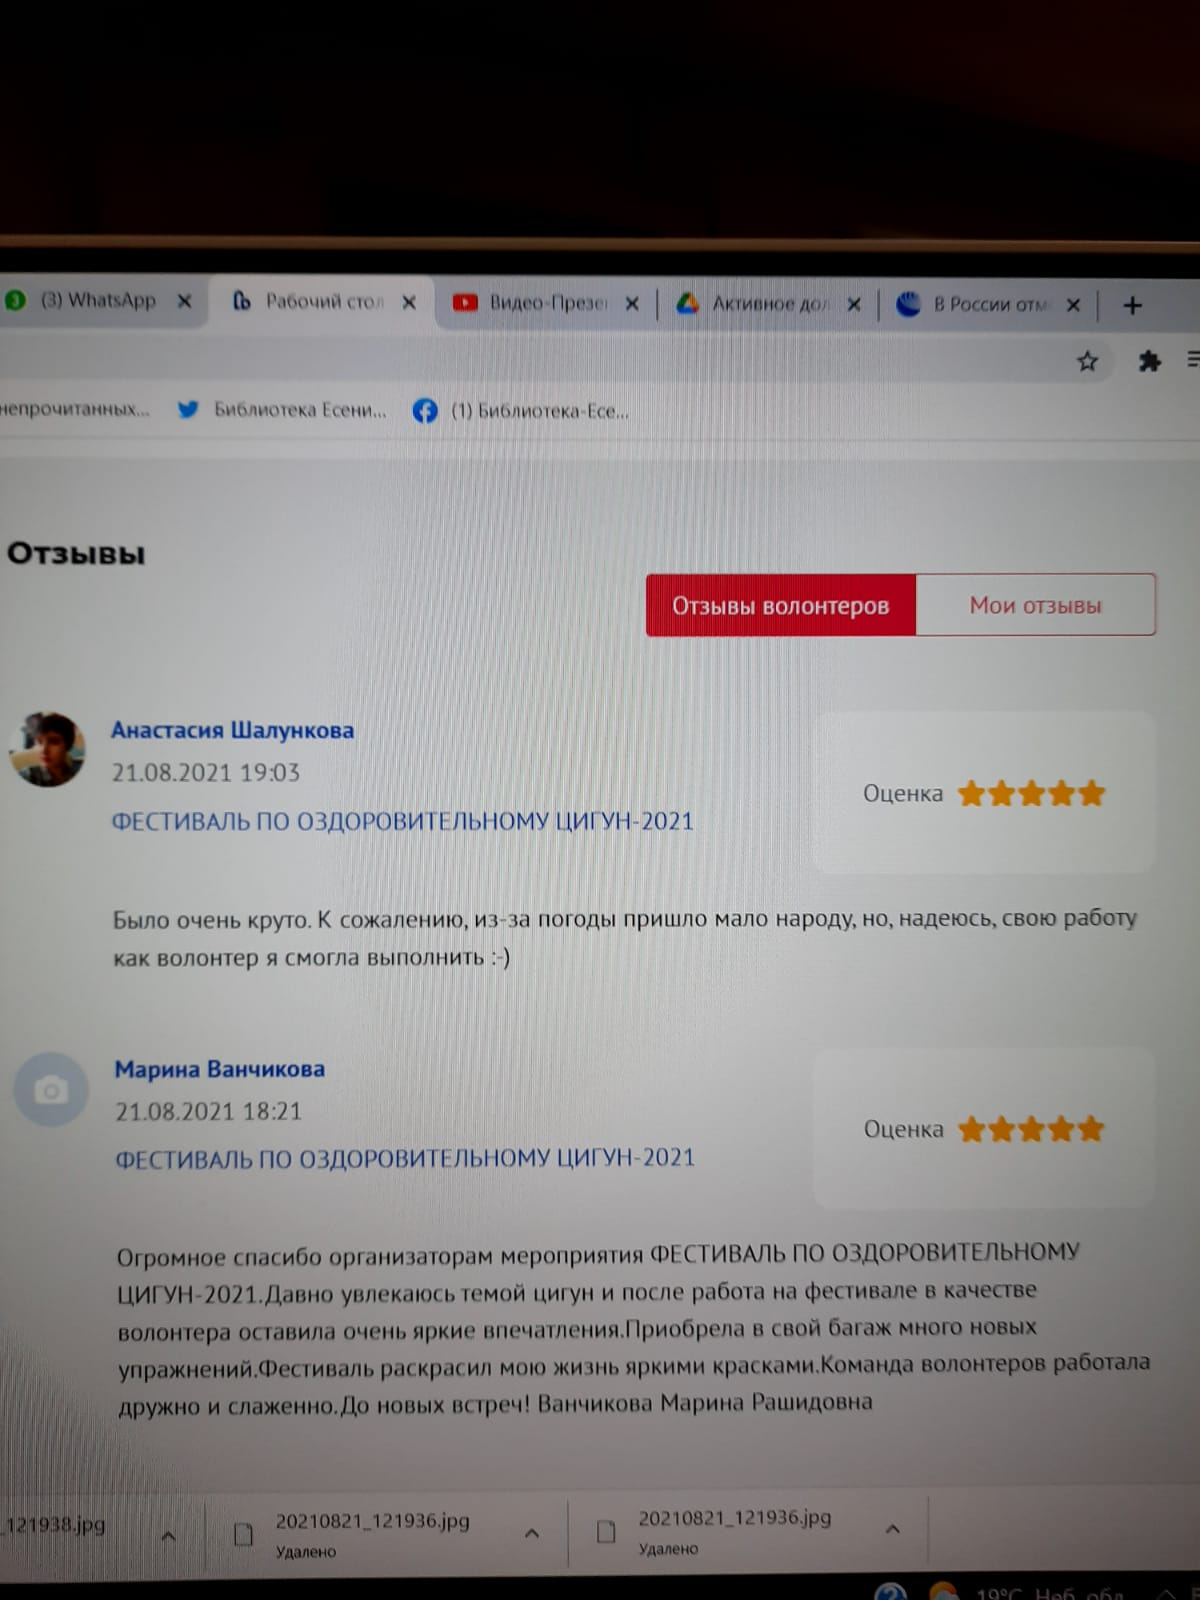 (3) WhatsApp
Рабочий стол
Видео-Презе
Активное дол
В России отм
непрочитанных...
Библиотека Есени...
(1) Библиотека-Есе...
Отзывы
Отзывы волонтеров
Мои отзывы
Анастасия Шалункова
21.08.2021 19:03
Оценка
ФЕСТИВАЛЬ ПО ОЗДОРОВИТЕЛЬНОМУ ЦИГУН-2021
Было очень круто. К сожалению, из-за погоды пришло мало народу, но, надеюсь, свою работу
как волонтер я смогла выполнить :-)
Марина Ванчикова
21.08.2021 18:21
Оценка
ФЕСТИВАЛЬ ПО ОЗДОРОВИТЕЛЬНОМУ ЦИГУН-2021
Огромное спасибо организаторам мероприятия ФЕСТИВАЛЬ ПО ОЗДОРОВИТЕЛЬНОМУ
ЦИГУН-2021.Давно увлекаюсь темой цигун и после работа на фестивале в качестве
волонтера оставила очень яркие впечатления.Приобрела в свой багаж много новых
упражнений.Фестиваль раскрасил мою жизнь яркими красками.Команда волонтеров работала
дружно и слаженно.До новых встреч! Ванчикова Марина Рашидовна
_121938.jpg
20210821_121936.jpg
Удалено
20210821_121936.jpg
Удалено
19°C Неб. обл.